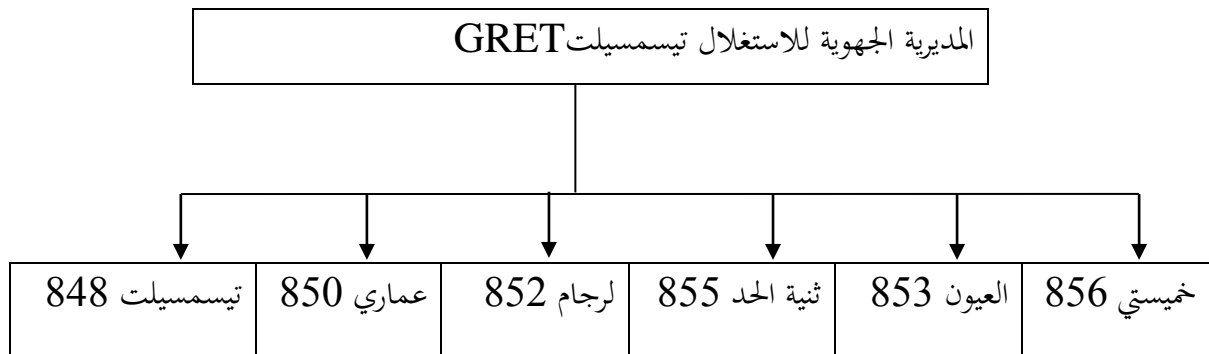 المديرية الجهوية للاستغلال تيسمسيلتGRET
خميستي 856
العيون 853
ثنية الحد 855
لرجام 852
عماري 850
تيسمسيلت 848